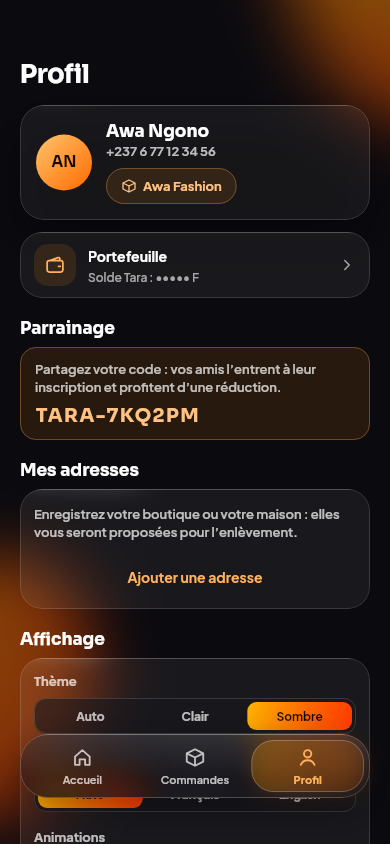 Profil
AN
Awa Ngono
+237 6 77 12 34 56
Awa Fashion
Portefeuille
Solde Tara : ●●●●● F
Parrainage
Partagez votre code : vos amis l’entrent à leur
inscription et profitent d’une réduction.
TARA-7KQ2PM
Mes adresses
Enregistrez votre boutique ou votre maison : elles
vous seront proposées pour l’enlèvement.
Ajouter une adresse
Affichage
Thème
Auto Clair Sombre
Accueil Commandes Profil
Animations